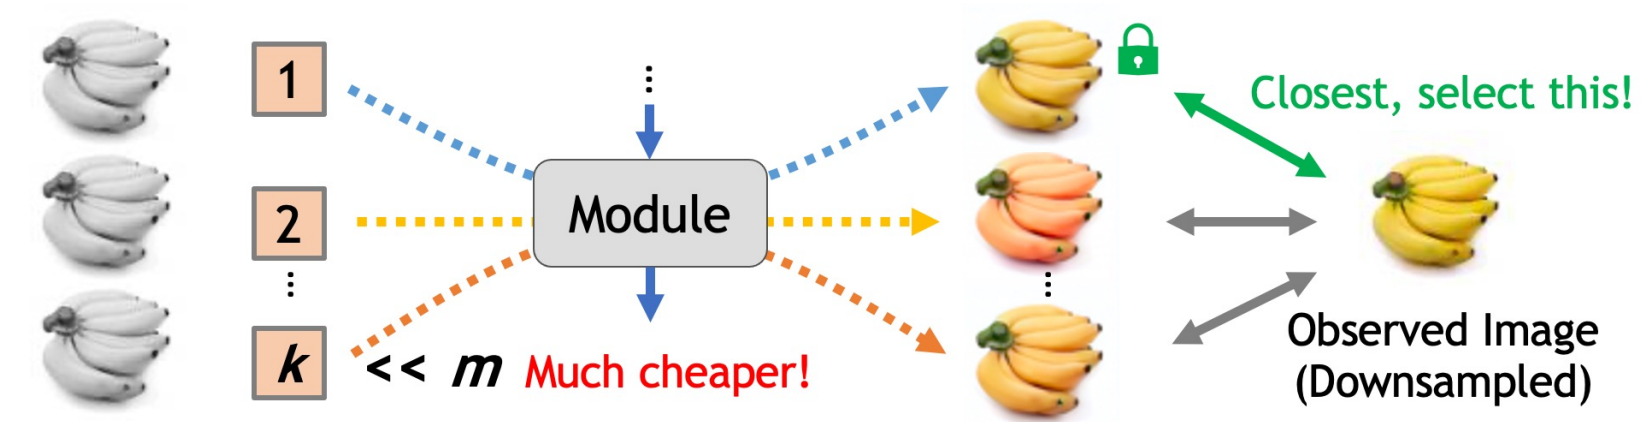 1
Closest, select this!
Module
2
Observed Image
(Downsampled)
k << m Much cheaper!